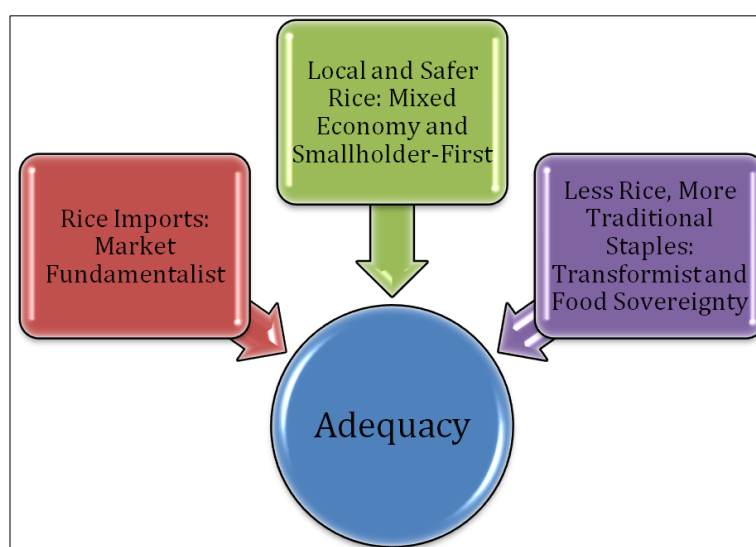 Rice Imports:
Market
Fundamentalist
Local and Safer
Rice: Mixed
Economy and
Smallholder-First
Less Rice, More
Traditional
Staples:
Transformist and
Food Sovereignty
Adequacy